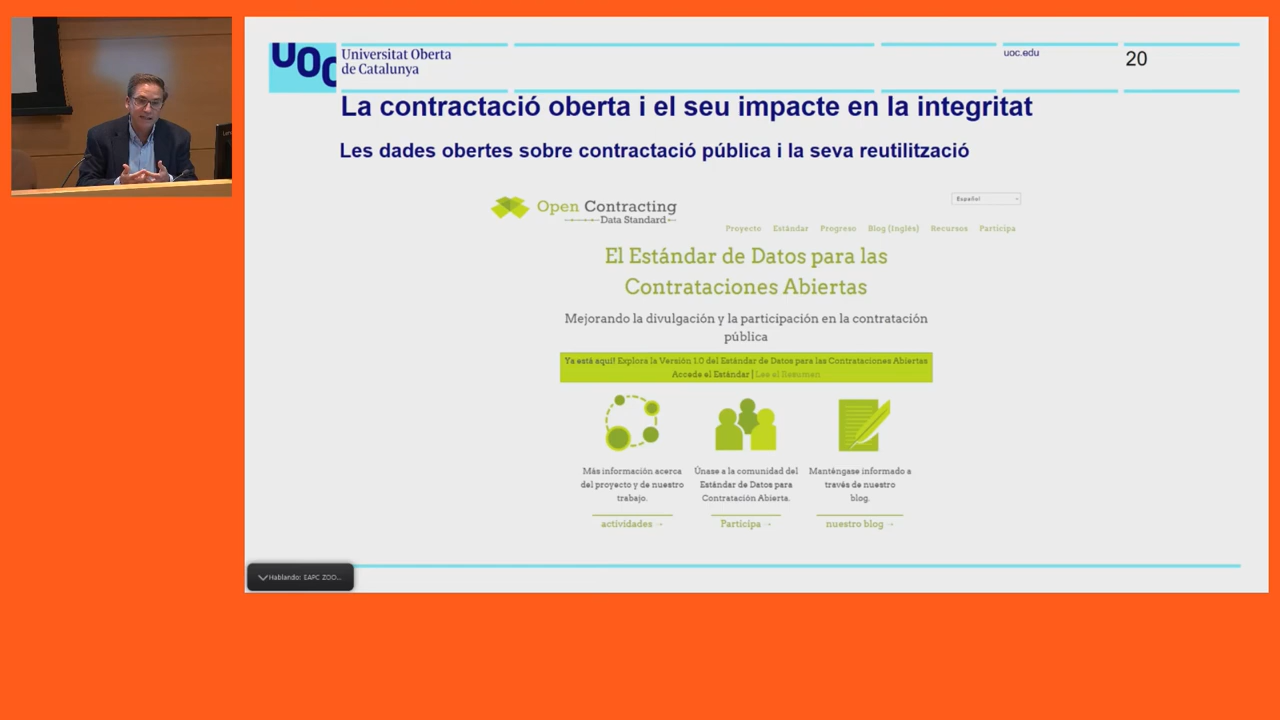 UOC
Universitat Oberta
de Catalunya
uoc.edu
20
La contractació oberta i el seu impacte en la integritat
Les dades obertes sobre contractació pública i la seva reutilització
Open Contracting
Data Standard
Español
Proyecto Estándar Progreso Blog (Inglés) Recursos Participa
El Estándar de Datos para las
Contrataciones Abiertas
Mejorando la divulgación y la participación en la contratación
pública
Ya está aquí! Explora la Versión 1.0 del Estándar de Datos para las Contrataciones Abiertas
Accede el Estándar | Lee el Resumen
Más información acerca
del proyecto y de nuestro
trabajo.
actividades →
Únase a la comunidad del
Estándar de Datos para
Contratación Abierta.
Participa →
Manténgase informado a
través de nuestro
blog.
nuestro blog →
Hablando: EAPC ZOO...